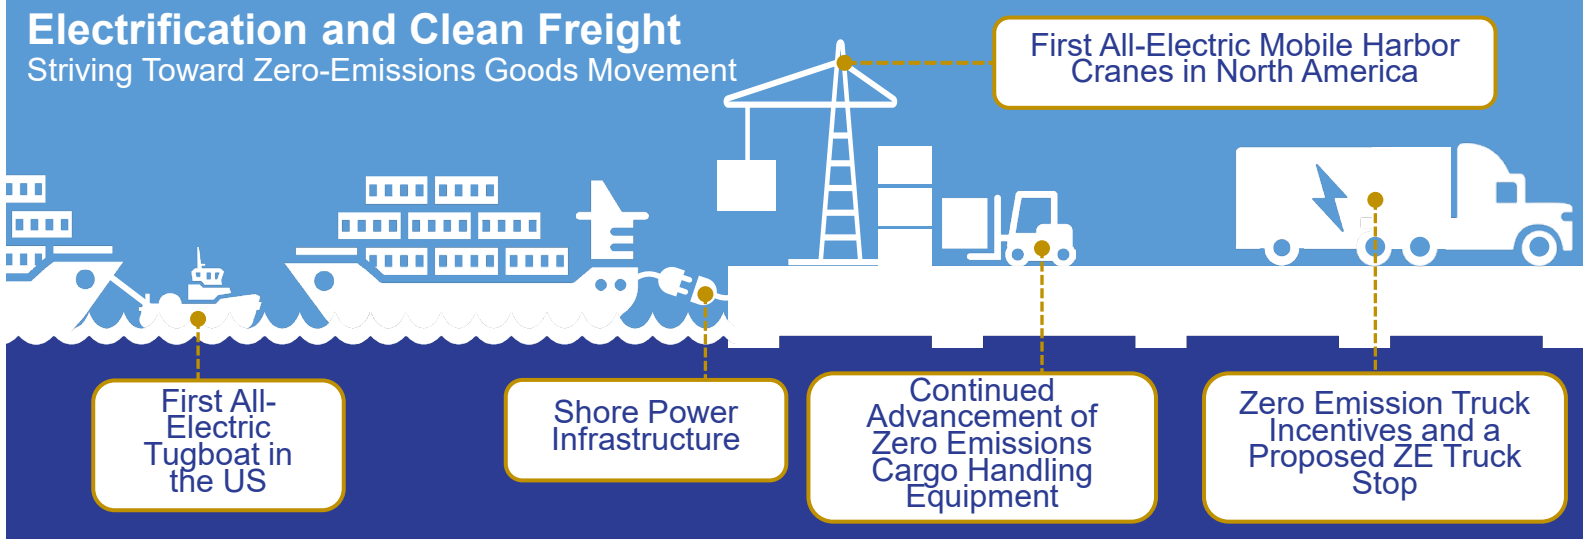 Electrification and Clean Freight
Striving Toward Zero-Emissions Goods Movement
First All-Electric Mobile Harbor
Cranes in North America
First All-
Electric
Tugboat in
the US
Shore Power
Infrastructure
Continued
Advancement of
Zero Emissions
Cargo Handling
Equipment
Zero Emission Truck
Incentives and a
Proposed ZE Truck
Stop